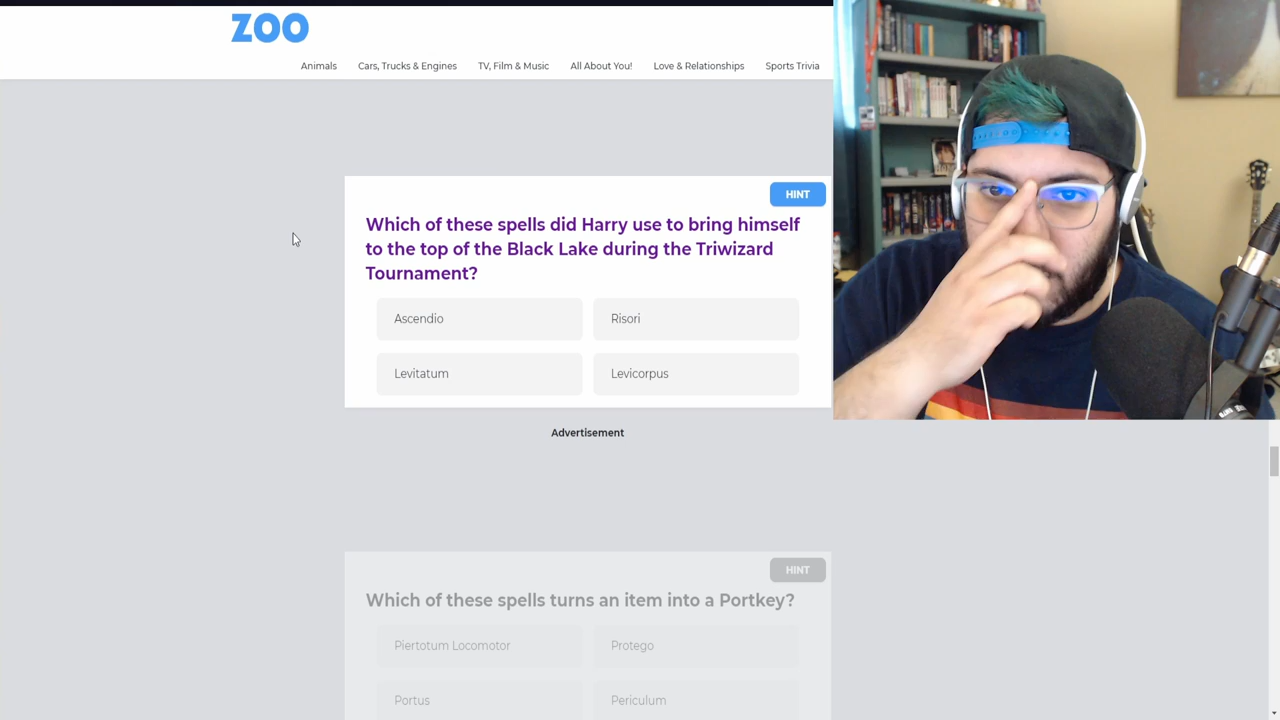 ZOO
Animals Cars, Trucks & Engines TV, Film & Music All About You! Love & Relationships Sports Trivia
HINT
Which of these spells did Harry use to bring himself
to the top of the Black Lake during the Triwizard
Tournament?
Ascendio Risori
Levitatum Levicorpus
Advertisement
HINT
Which of these spells turns an item into a Portkey?
Piertotum Locomotor Protego
Portus Periculum